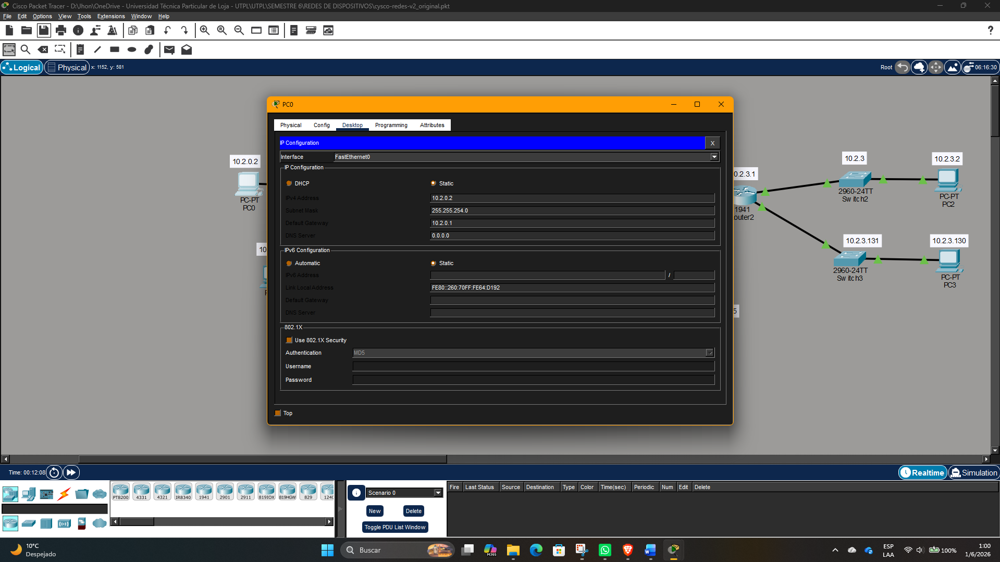 Cisco Packet Tracer - D:\Jhon\OneDrive - Universidad Técnica Particular de Loja - UTPL\UTPL\SEMESTRE 6\REDES DE DISPOSITIVOS\cysco-redes-v2_original.pkt
File Edit Options View Tools Extensions Window Help
?
Logical Physical x: 1152, y: 581 Root 06:16:30
PC0
Physical Config Desktop Programming Attributes
IP Configuration X
Interface FastEthernet0
IP Configuration
DHCP Static
IPv4 Address 10.2.0.2
Subnet Mask 255.255.254.0
Default Gateway 10.2.0.1
DNS Server 0.0.0.0
IPv6 Configuration
Automatic Static
IPv6 Address /
Link Local Address FE80::260:70FF:FE64:D192
Default Gateway
DNS Server
802.1X
Use 802.1X Security
Authentication MD5
Username
Password
Top
10.2.0.2
PC-PT
PC0
10
P
0.2.3.1
1941
outer2
10.2.3
2960-24TT
Switch2
10.2.3.2
PC-PT
PC2
10.2.3.131
2960-24TT
Switch3
10.2.3.130
PC-PT
PC3
5
Time: 00:12:08 Realtime Simulation
PT8200 4331 4321 IR8340 1941 2901 2911 819IOX 819HGW 829 1240
Scenario 0
New Delete
Toggle PDU List Window
Fire Last Status Source Destination Type Color Time(sec) Periodic Num Edit Delete
10°C
Despejado
Buscar
M365
ESP
LAA
100%
1:00
1/6/2026